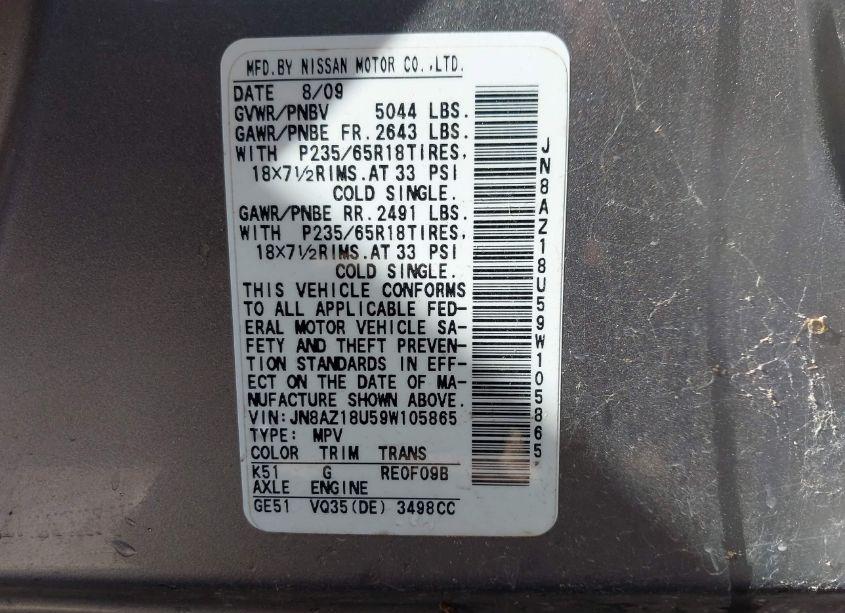 MFD.BY NISSAN MOTOR CO.,LTD.
DATE 8/09
GVWR/PNBV 5044 LBS.
GAWR/PNBE FR.2643 LBS.
WITH P235/65R18TIRES,
18×7½RIMS.AT 33 PSI
COLD SINGLE.
GAWR/PNBE RR.2491 LBS.
WITH P235/65R18TIRES,
18×7½RIMS.AT 33 PSI
COLD SINGLE.
THIS VEHICLE CONFORMS
TO ALL APPLICABLE FED-
ERAL MOTOR VEHICLE SA-
FETY AND THEFT PREVEN-
TION STANDARDS IN EFF-
ECT ON THE DATE OF MA-
NUFACTURE SHOWN ABOVE.
VIN:JN8AZ18U59W105865
TYPE: MPV
COLOR TRIM TRANS
K51 G RE0F09B
AXLE ENGINE
GE51 VQ35(DE) 3498CC
JN8AZ18U59W105865